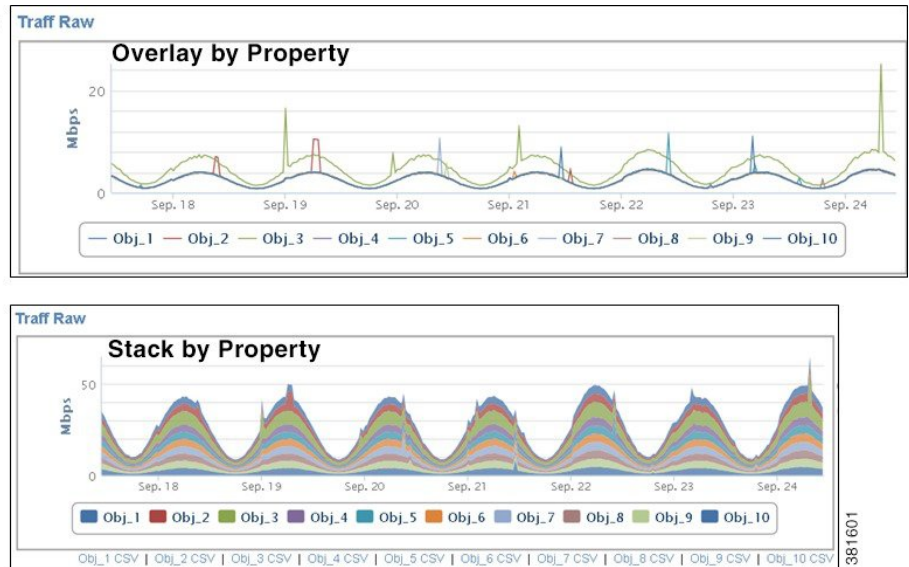 Traff Raw
Overlay by Property
20
Mbps
0
Sep. 18 Sep. 19 Sep. 20 Sep. 21 Sep. 22 Sep. 23 Sep. 24
Obj_1 Obj_2 Obj_3 Obj_4 Obj_5 Obj_6 Obj_7 Obj_8 Obj_9 Obj_10
Traff Raw
Stack by Property
50
Mbps
0
Sep. 18 Sep. 19 Sep. 20 Sep. 21 Sep. 22 Sep. 23 Sep. 24
Obj_1 Obj_2 Obj_3 Obj_4 Obj_5 Obj_6 Obj_7 Obj_8 Obj_9 Obj_10
Obj_1 CSV | Obj_2 CSV | Obj_3 CSV | Obj_4 CSV | Obj_5 CSV | Obj_6 CSV | Obj_7 CSV | Obj_8 CSV | Obj_9 CSV | Obj_10 CSV
381601